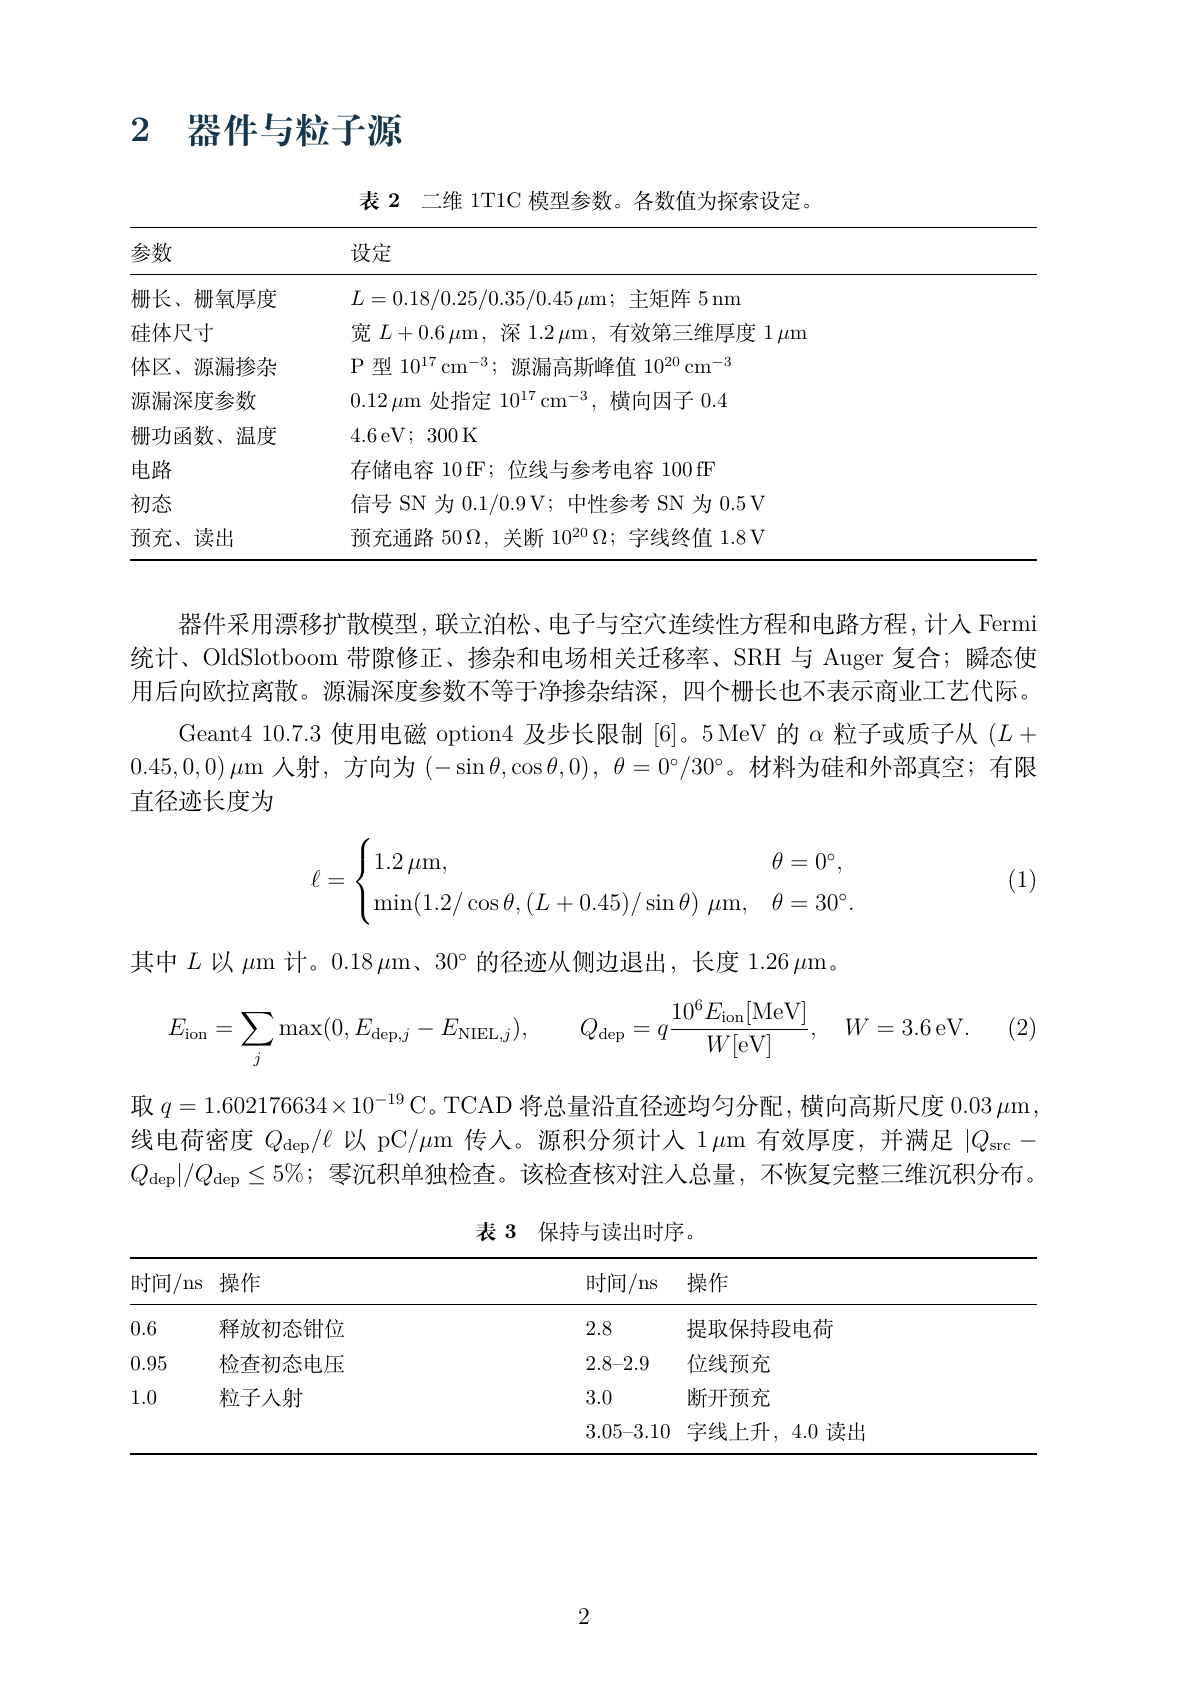 2 器件与粒子源
表 2 二维 1T1C 模型参数。各数值为探索设定。
参数 设定
栅长、栅氧厚度 L = 0.18/0.25/0.35/0.45 μm；主矩阵 5 nm
硅体尺寸 宽 L + 0.6 μm，深 1.2 μm，有效第三维厚度 1 μm
体区、源漏掺杂 P 型 10¹⁷ cm⁻³；源漏高斯峰值 10²⁰ cm⁻³
源漏深度参数 0.12 μm 处指定 10¹⁷ cm⁻³，横向因子 0.4
栅功函数、温度 4.6 eV；300 K
电路 存储电容 10 fF；位线与参考电容 100 fF
初态 信号 SN 为 0.1/0.9 V；中性参考 SN 为 0.5 V
预充、读出 预充通路 50 Ω，关断 10²⁰ Ω；字线终值 1.8 V
器件采用漂移扩散模型，联立泊松、电子与空穴连续性方程和电路方程，计入 Fermi
统计、OldSlotboom 带隙修正、掺杂和电场相关迁移率、SRH 与 Auger 复合；瞬态使
用后向欧拉离散。源漏深度参数不等于净掺杂结深，四个栅长也不表示商业工艺代际。
Geant4 10.7.3 使用电磁 option4 及步长限制 [6]。5 MeV 的 α 粒子或质子从 (L +
0.45, 0, 0) μm 入射，方向为 (− sin θ, cos θ, 0)，θ = 0°/30°。材料为硅和外部真空；有限
直径迹长度为
ℓ = { 1.2 μm, θ = 0°,
min(1.2/ cos θ, (L + 0.45)/ sin θ) μm, θ = 30°. (1)
其中 L 以 μm 计。0.18 μm、30° 的径迹从侧边退出，长度 1.26 μm。
E_ion = ∑_j max(0, E_dep,j − E_NIEL,j), Q_dep = q 10⁶E_ion[MeV] / W[eV], W = 3.6 eV. (2)
取 q = 1.602176634×10⁻¹⁹ C。TCAD 将总量沿直径迹均匀分配，横向高斯尺度 0.03 μm，
线电荷密度 Q_dep/ℓ 以 pC/μm 传入。源积分须计入 1 μm 有效厚度，并满足 |Q_src −
Q_dep|/Q_dep ≤ 5%；零沉积单独检查。该检查核对注入总量，不恢复完整三维沉积分布。
表 3 保持与读出时序。
时间/ns 操作 时间/ns 操作
0.6 释放初态钳位 2.8 提取保持段电荷
0.95 检查初态电压 2.8–2.9 位线预充
1.0 粒子入射 3.0 断开预充
3.05–3.10 字线上升，4.0 读出
2